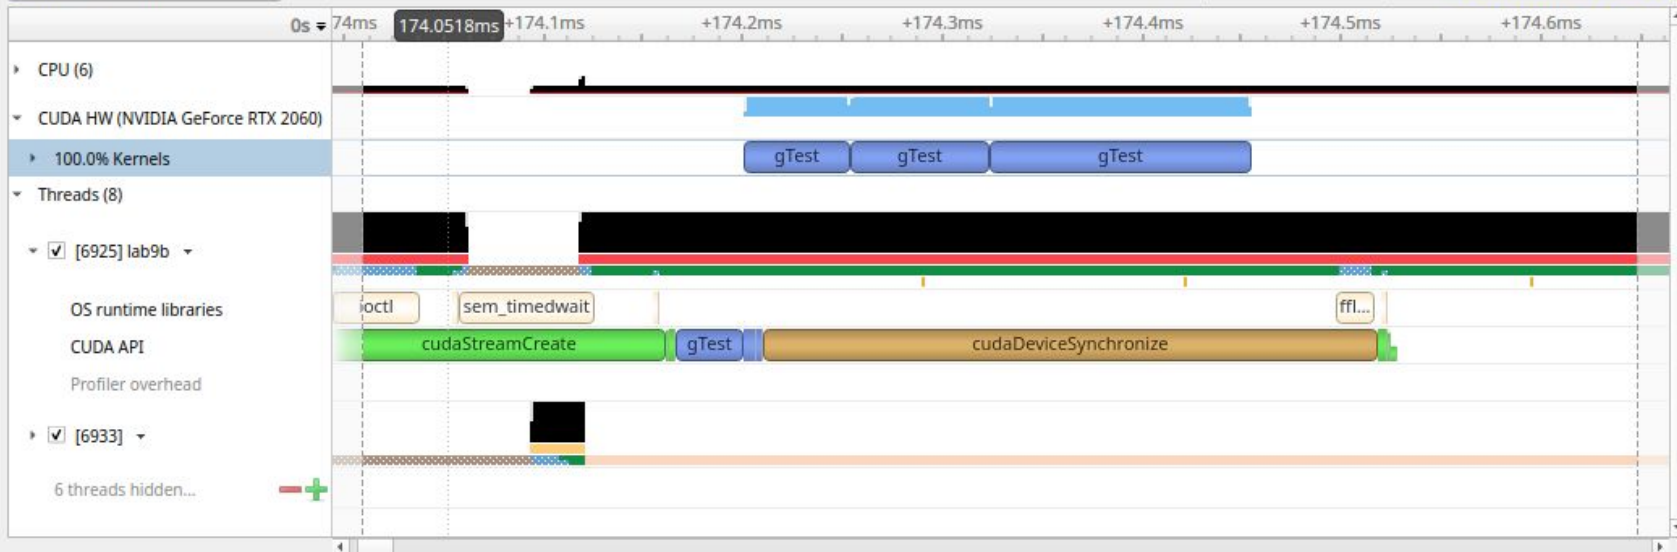 0s 74ms 174.0518ms +174.1ms +174.2ms +174.3ms +174.4ms +174.5ms +174.6ms
CPU (6)
CUDA HW (NVIDIA GeForce RTX 2060)
100.0% Kernels gTest gTest gTest
Threads (8)
[6925] lab9b
OS runtime libraries ioctl sem_timedwait ffl...
CUDA API cudaStreamCreate gTest cudaDeviceSynchronize
Profiler overhead
[6933]
6 threads hidden...